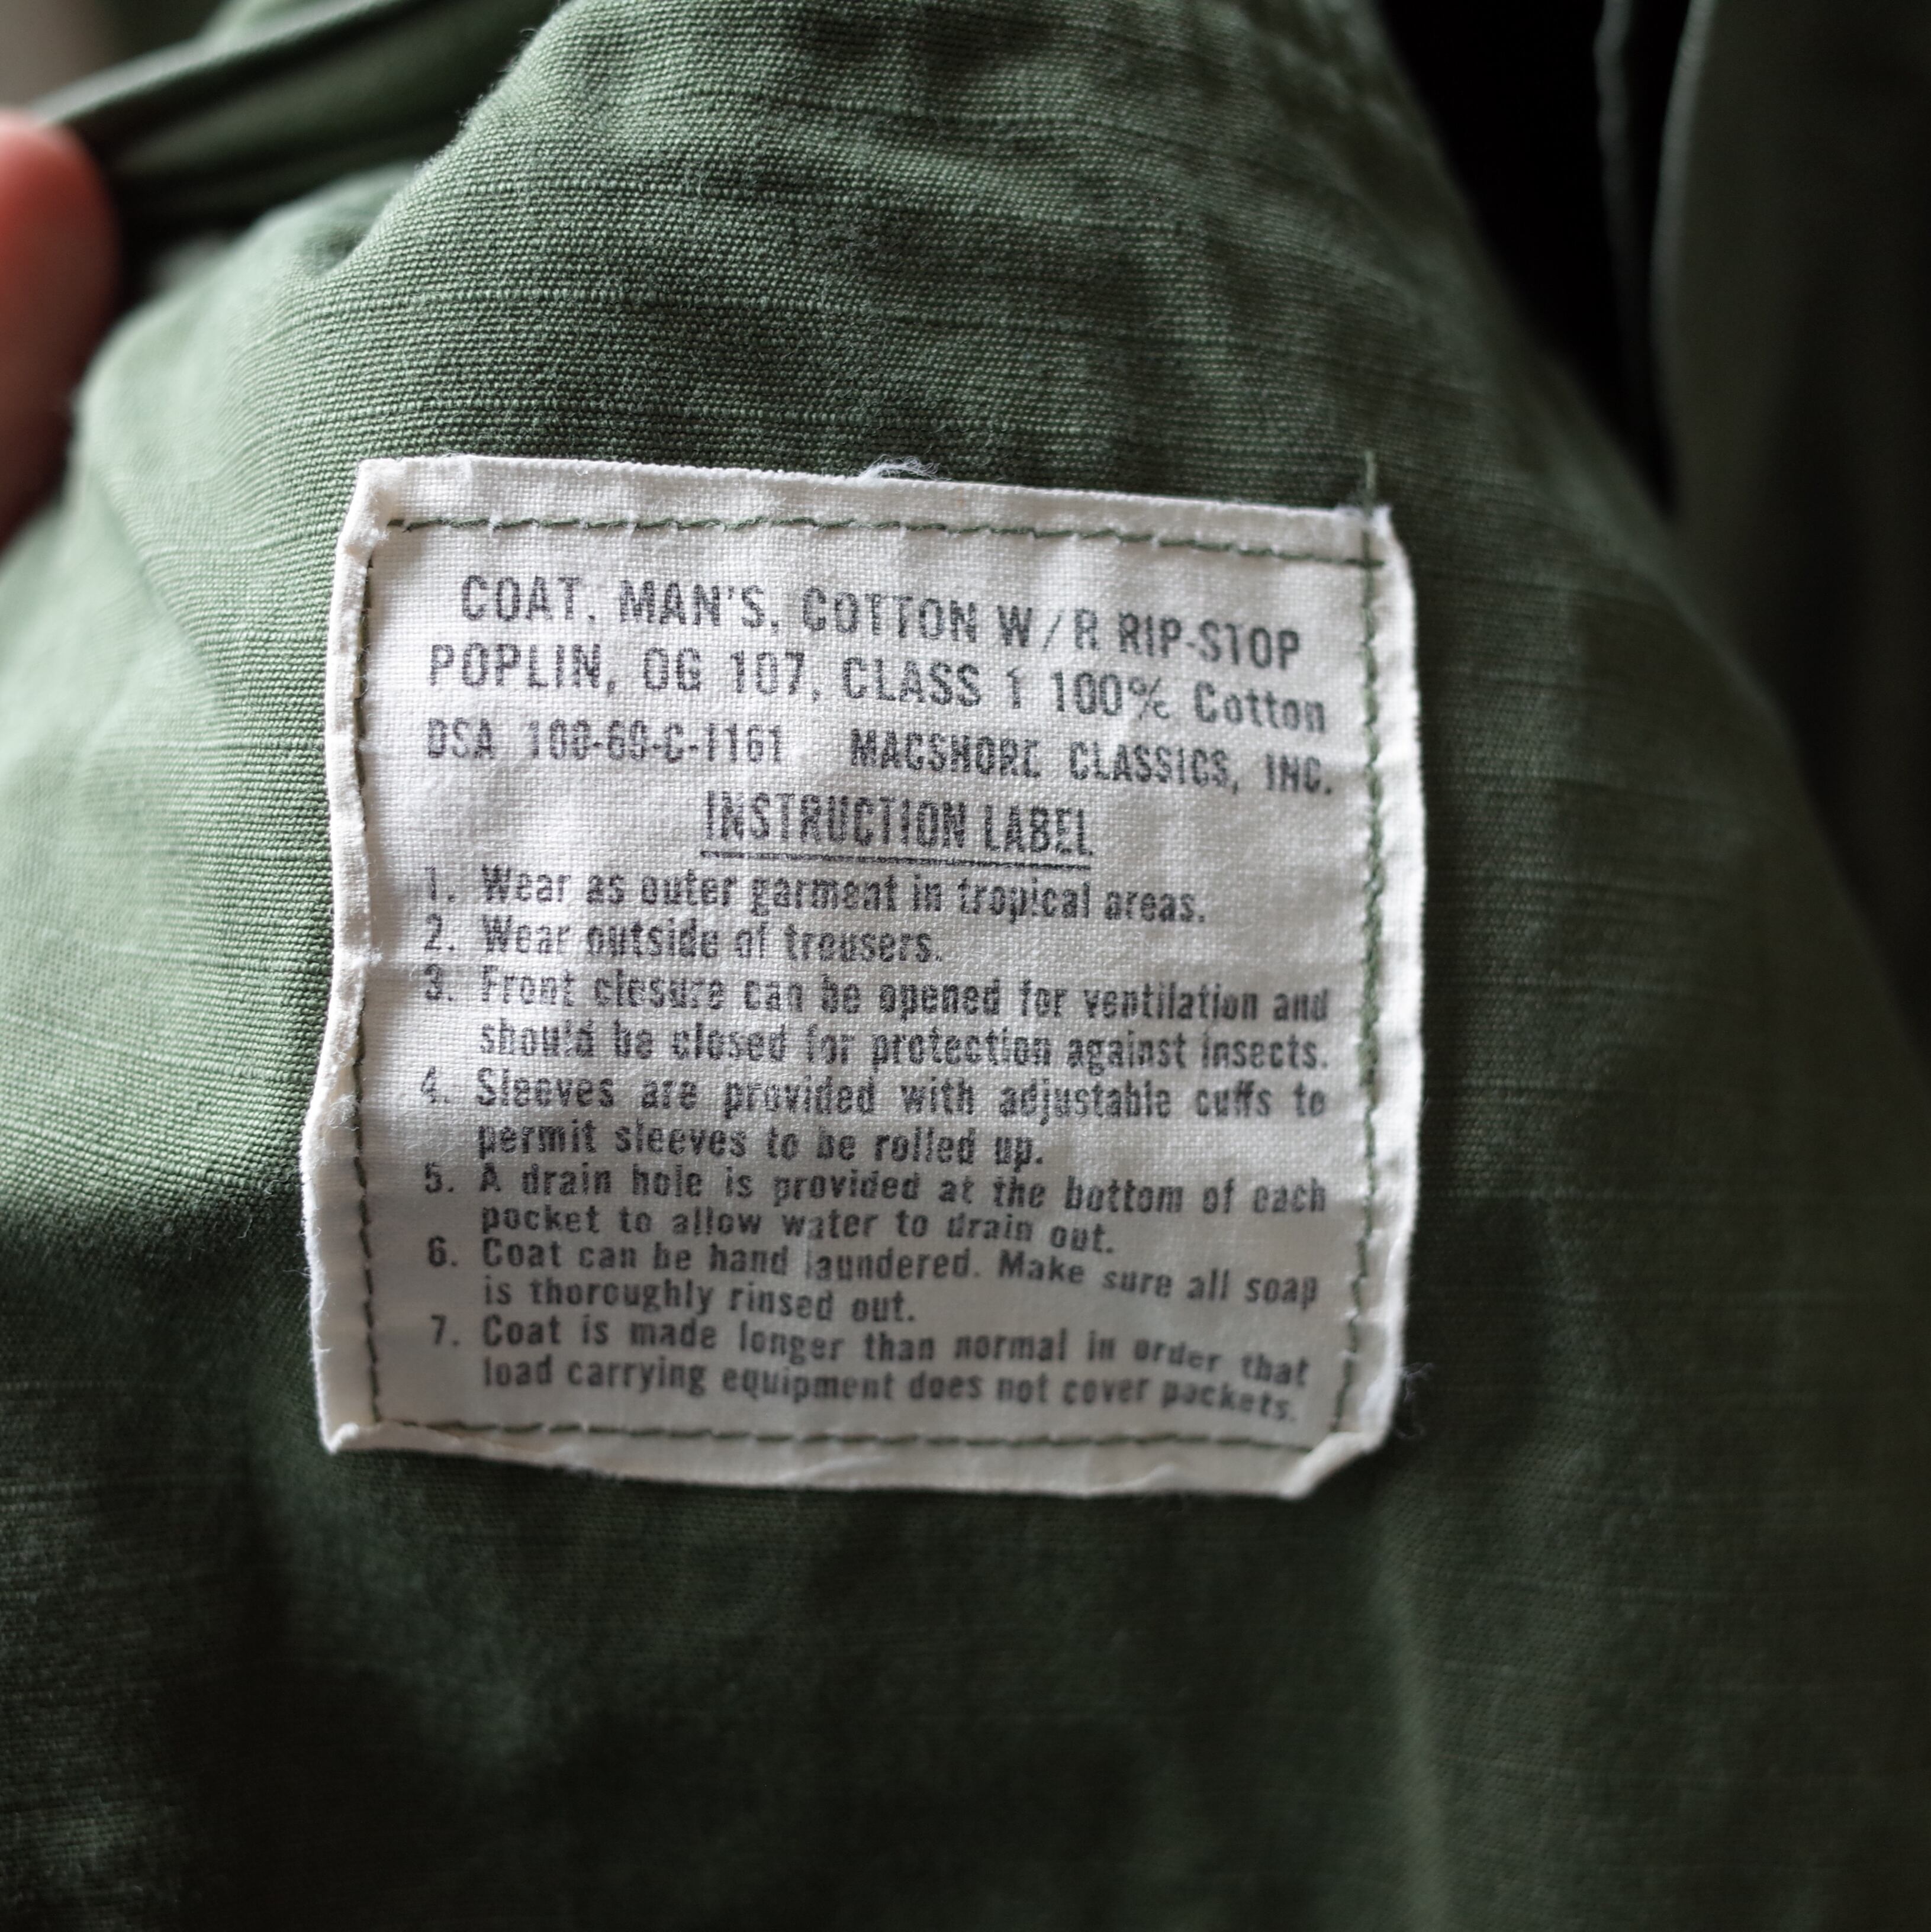 COAT, MAN'S, COTTON W/R RIP-STOP
POPLIN, OG 107, CLASS 1 100% Cotton
DSA 100-69-C-1161 MACSHORE CLASSICS, INC.
INSTRUCTION LABEL
1. Wear as outer garment in tropical areas.
2. Wear outside of trousers.
3. Front closure can be opened for ventilation and
should be closed for protection against insects.
4. Sleeves are provided with adjustable cuffs to
permit sleeves to be rolled up.
5. A drain hole is provided at the bottom of each
pocket to allow water to drain out.
6. Coat can be hand laundered. Make sure all soap
is thoroughly rinsed out.
7. Coat is made longer than normal in order that
load carrying equipment does not cover pockets.